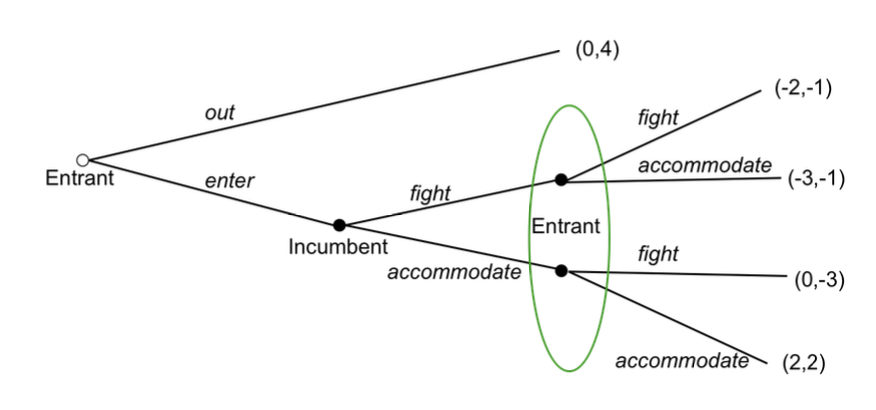 (0,4)
(-2,-1)
out
fight
accommodate
Entrant
enter
(-3,-1)
fight
Entrant
Incumbent
fight
accommodate
(0,-3)
accommodate
(2,2)